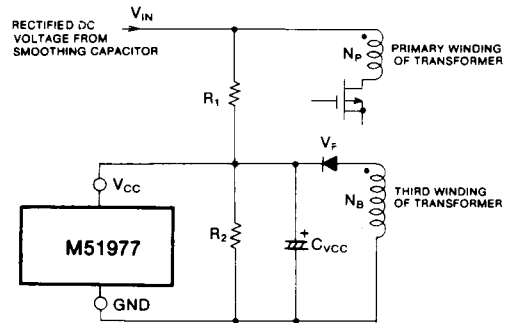 RECTIFIED DC
VOLTAGE FROM
SMOOTHING CAPACITOR
VIN
NP
PRIMARY WINDING
OF TRANSFORMER
R1
VF
VCC
NB
THIRD WINDING
OF TRANSFORMER
M51977
R2
+
CVCC
GND